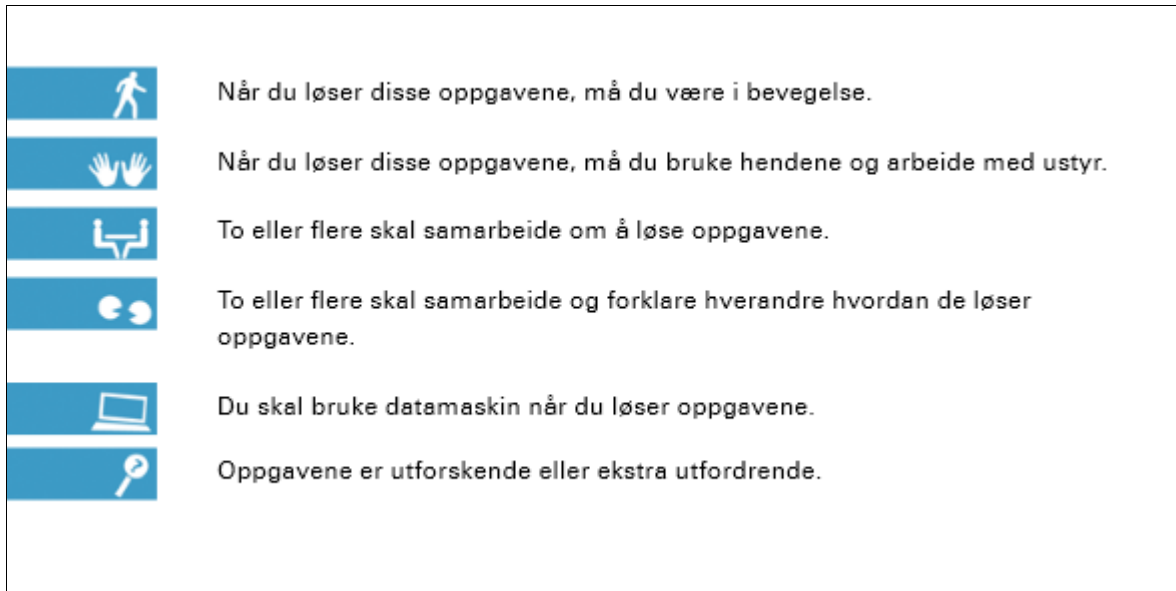 Når du løser disse oppgavene, må du være i bevegelse.
Når du løser disse oppgavene, må du bruke hendene og arbeide med ustyr.
To eller flere skal samarbeide om å løse oppgavene.
To eller flere skal samarbeide og forklare hverandre hvordan de løser
oppgavene.
Du skal bruke datamaskin når du løser oppgavene.
Oppgavene er utforskende eller ekstra utfordrende.